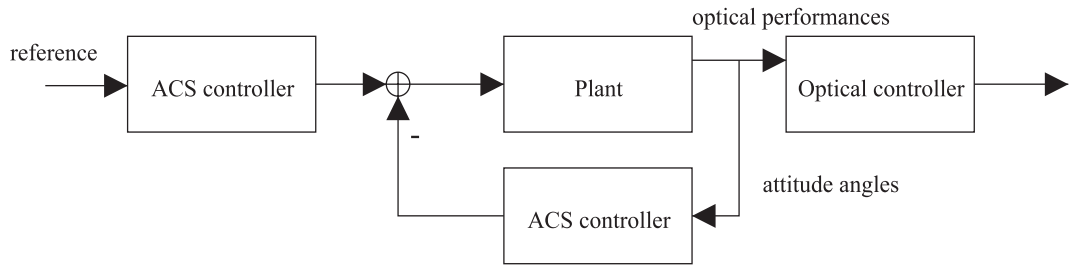 optical performances
reference
ACS controller
Plant
Optical controller
-
attitude angles
ACS controller